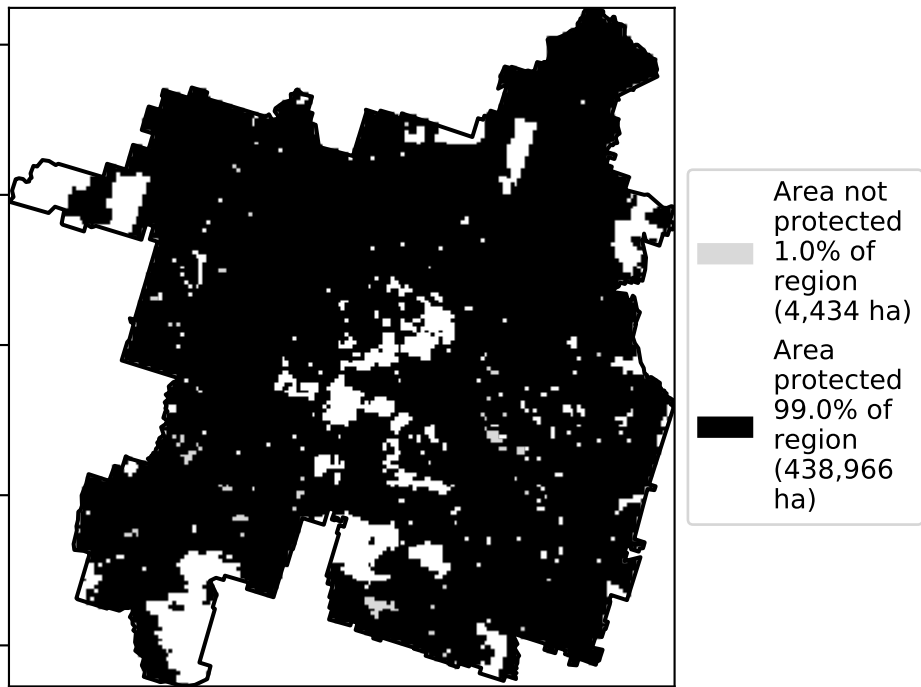 Area not
protected
1.0% of
region
(4,434 ha)
Area
protected
99.0% of
region
(438,966
ha)